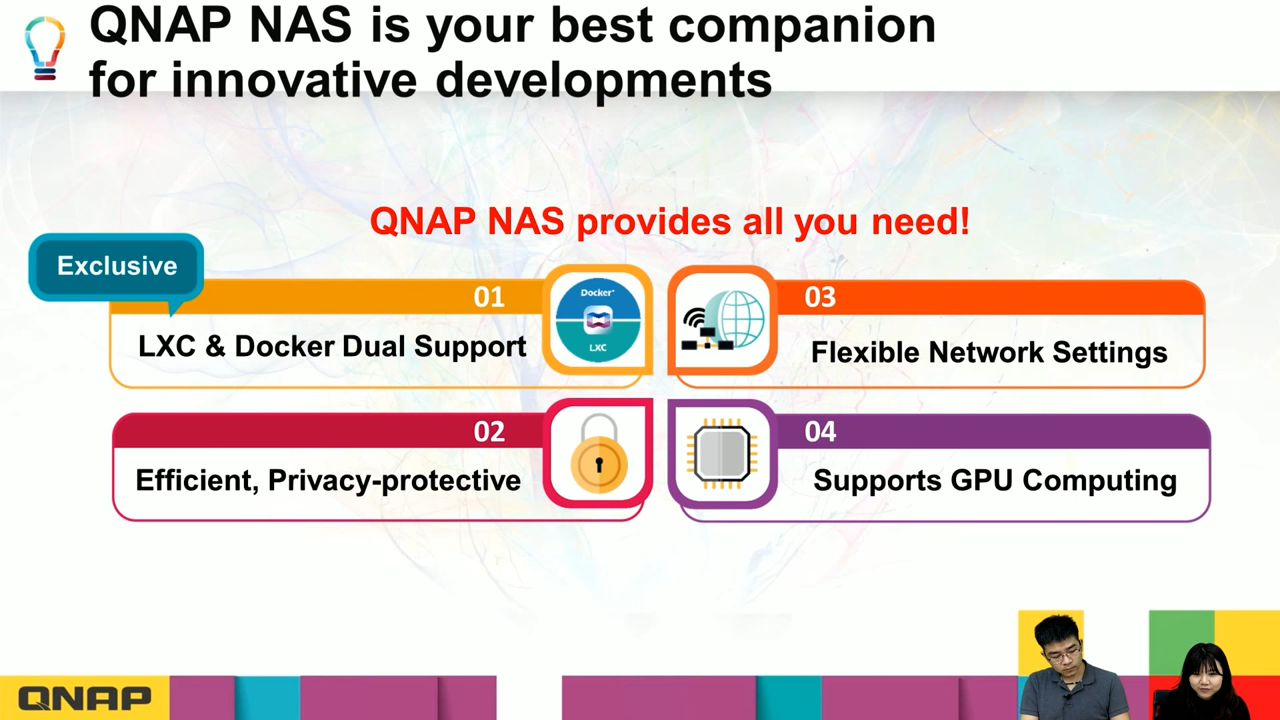 QNAP NAS is your best companion
for innovative developments
QNAP NAS provides all you need!
Exclusive
01
LXC & Docker Dual Support
Docker
LXC
02
Efficient, Privacy-protective
03
Flexible Network Settings
04
Supports GPU Computing
QNAP